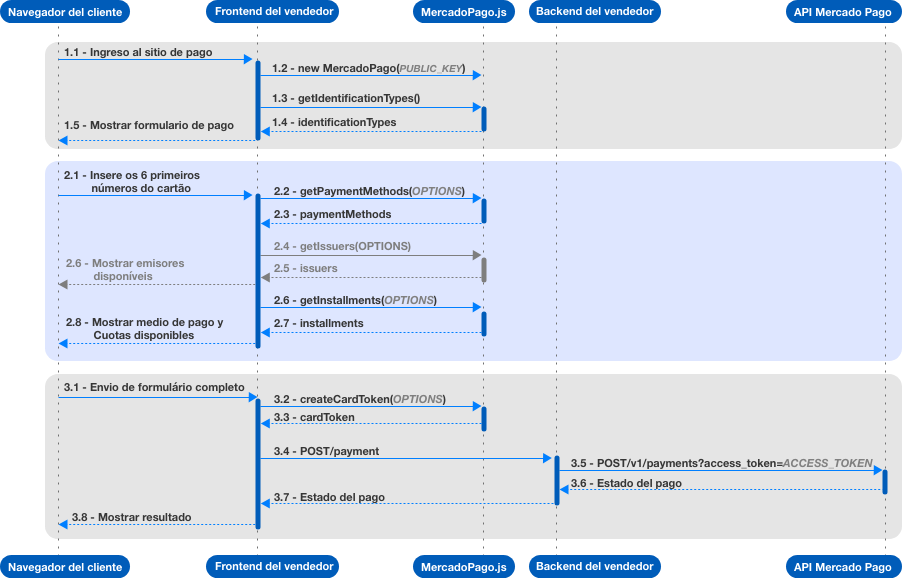 Navegador del cliente
Frontend del vendedor
MercadoPago.js
Backend del vendedor
API Mercado Pago
1.1 - Ingreso al sitio de pago
1.2 - new MercadoPago(PUBLIC_KEY)
1.3 - getIdentificationTypes()
1.4 - identificationTypes
1.5 - Mostrar formulario de pago
2.1 - Insere os 6 primeiros
números do cartão
2.2 - getPaymentMethods(OPTIONS)
2.3 - paymentMethods
2.4 - getIssuers(OPTIONS)
2.5 - issuers
2.6 - Mostrar emisores
disponíveis
2.6 - getInstallments(OPTIONS)
2.7 - installments
2.8 - Mostrar medio de pago y
Cuotas disponibles
3.1 - Envio de formulário completo
3.2 - createCardToken(OPTIONS)
3.3 - cardToken
3.4 - POST/payment
3.5 - POST/v1/payments?access_token=ACCESS_TOKEN
3.6 - Estado del pago
3.7 - Estado del pago
3.8 - Mostrar resultado
Navegador del cliente
Frontend del vendedor
MercadoPago.js
Backend del vendedor
API Mercado Pago